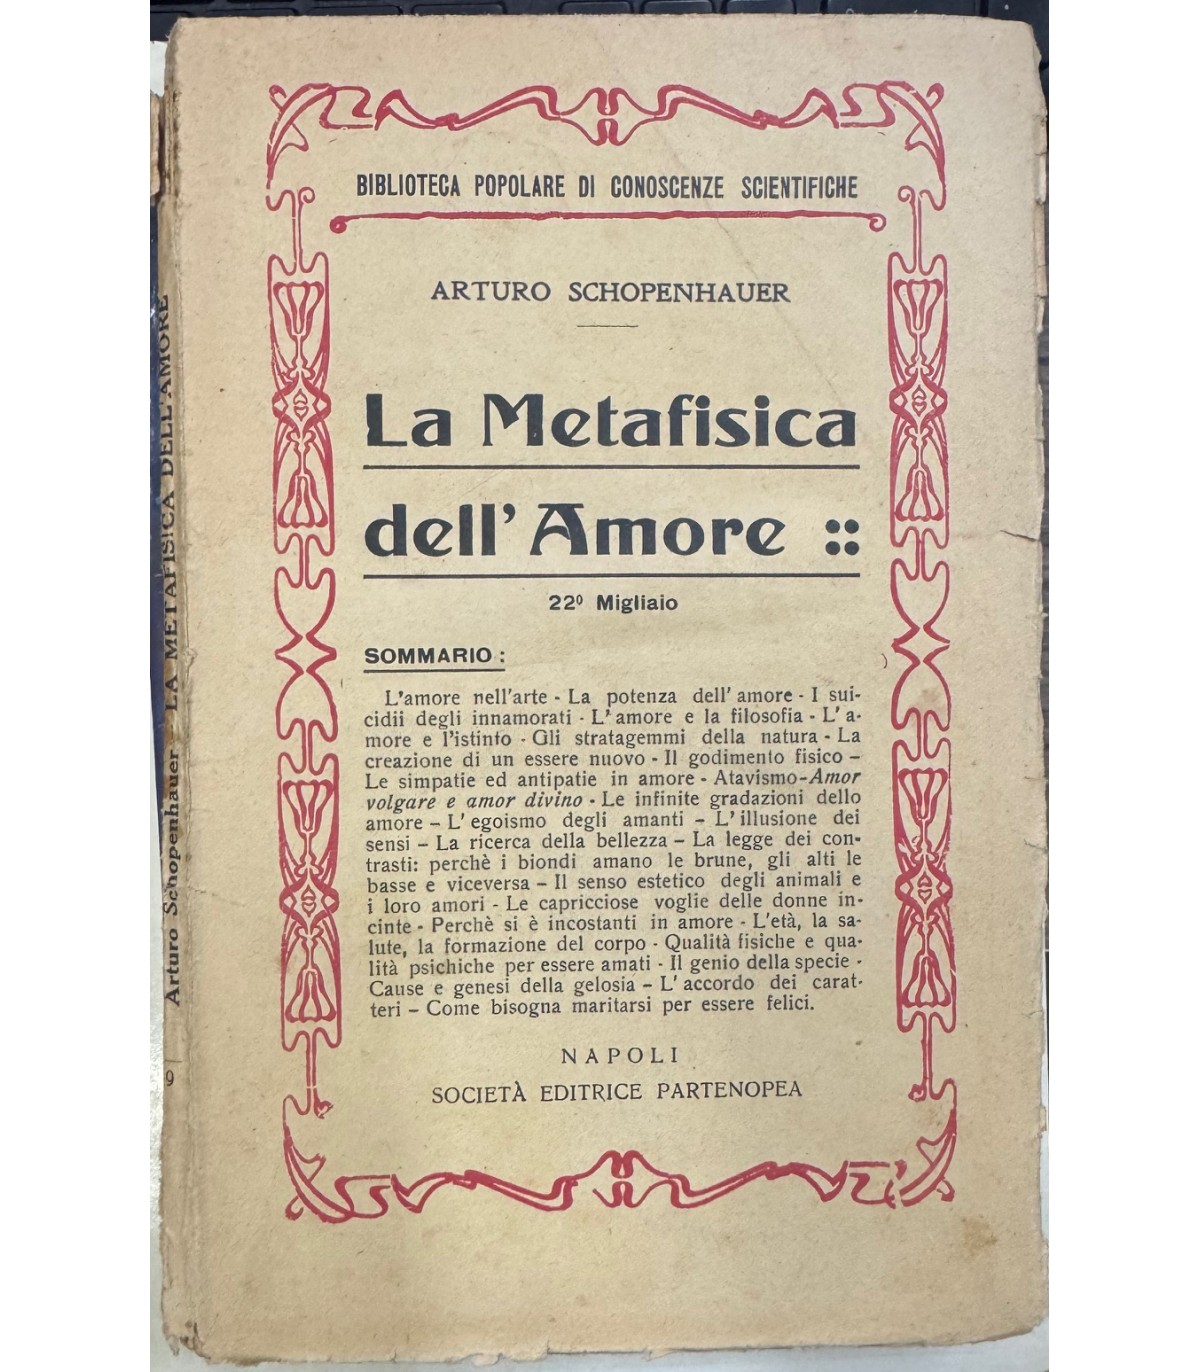 BIBLIOTECA POPOLARE DI CONOSCENZE SCIENTIFICHE
ARTURO SCHOPENHAUER
La Metafisica
dell'Amore ::
22º Migliaio
SOMMARIO:
L'amore nell'arte - La potenza dell'amore - I sui-
cidii degli innamorati - L'amore e la filosofia - L'a-
more e l'istinto - Gli stratagemmi della natura - La
creazione di un essere nuovo - Il godimento fisico –
Le simpatie ed antipatie in amore - Atavismo-Amor
volgare e amor divino - Le infinite gradazioni dello
amore – L'egoismo degli amanti – L'illusione dei
sensi – La ricerca della bellezza – La legge dei con-
trasti: perchè i biondi amano le brune, gli alti le
basse e viceversa – Il senso estetico degli animali e
i loro amori - Le capricciose voglie delle donne in-
cinte - Perchè si è incostanti in amore - L'età, la sa-
lute, la formazione del corpo - Qualità fisiche e qua-
lità psichiche per essere amati - Il genio della specie -
Cause e genesi della gelosia – L'accordo dei carat-
teri – Come bisogna maritarsi per essere felici.
NAPOLI
SOCIETÀ EDITRICE PARTENOPEA
Arturo Schopenhauer - LA METAFISICA DELL'AMORE
9